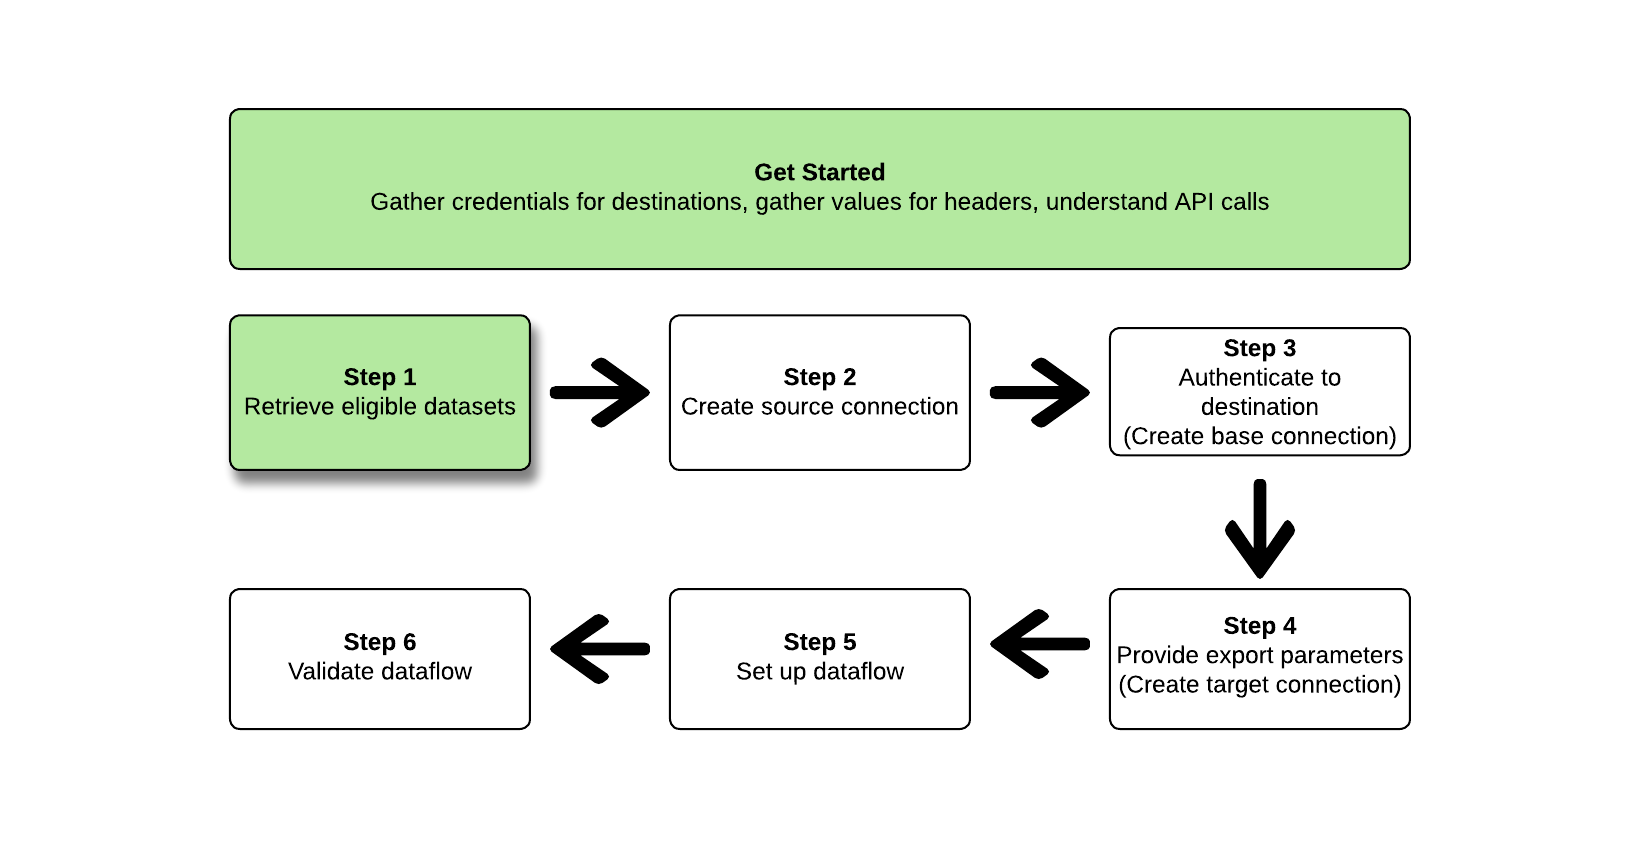 Get Started
Gather credentials for destinations, gather values for headers, understand API calls
Step 1
Retrieve eligible datasets
Step 2
Create source connection
Step 3
Authenticate to
destination
(Create base connection)
Step 4
Provide export parameters
(Create target connection)
Step 5
Set up dataflow
Step 6
Validate dataflow